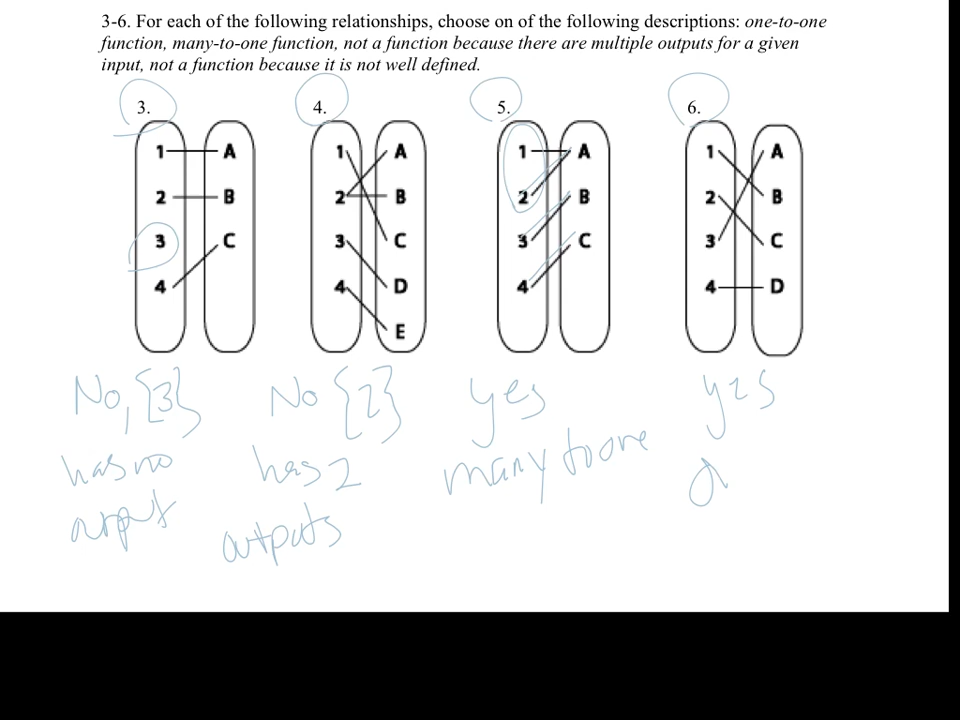 3-6. For each of the following relationships, choose on of the following descriptions: one-to-one
function, many-to-one function, not a function because there are multiple outputs for a given
input, not a function because it is not well defined.
3. 4. 5. 6.
1 A 1 A 1 A 1 A
2 B 2 B 2 B 2 B
3 C 3 C 3 C 3 C
4 4 D 4 4 D
E
No, {3} No {2} yes yes
has no has 2 many to one
output outputs